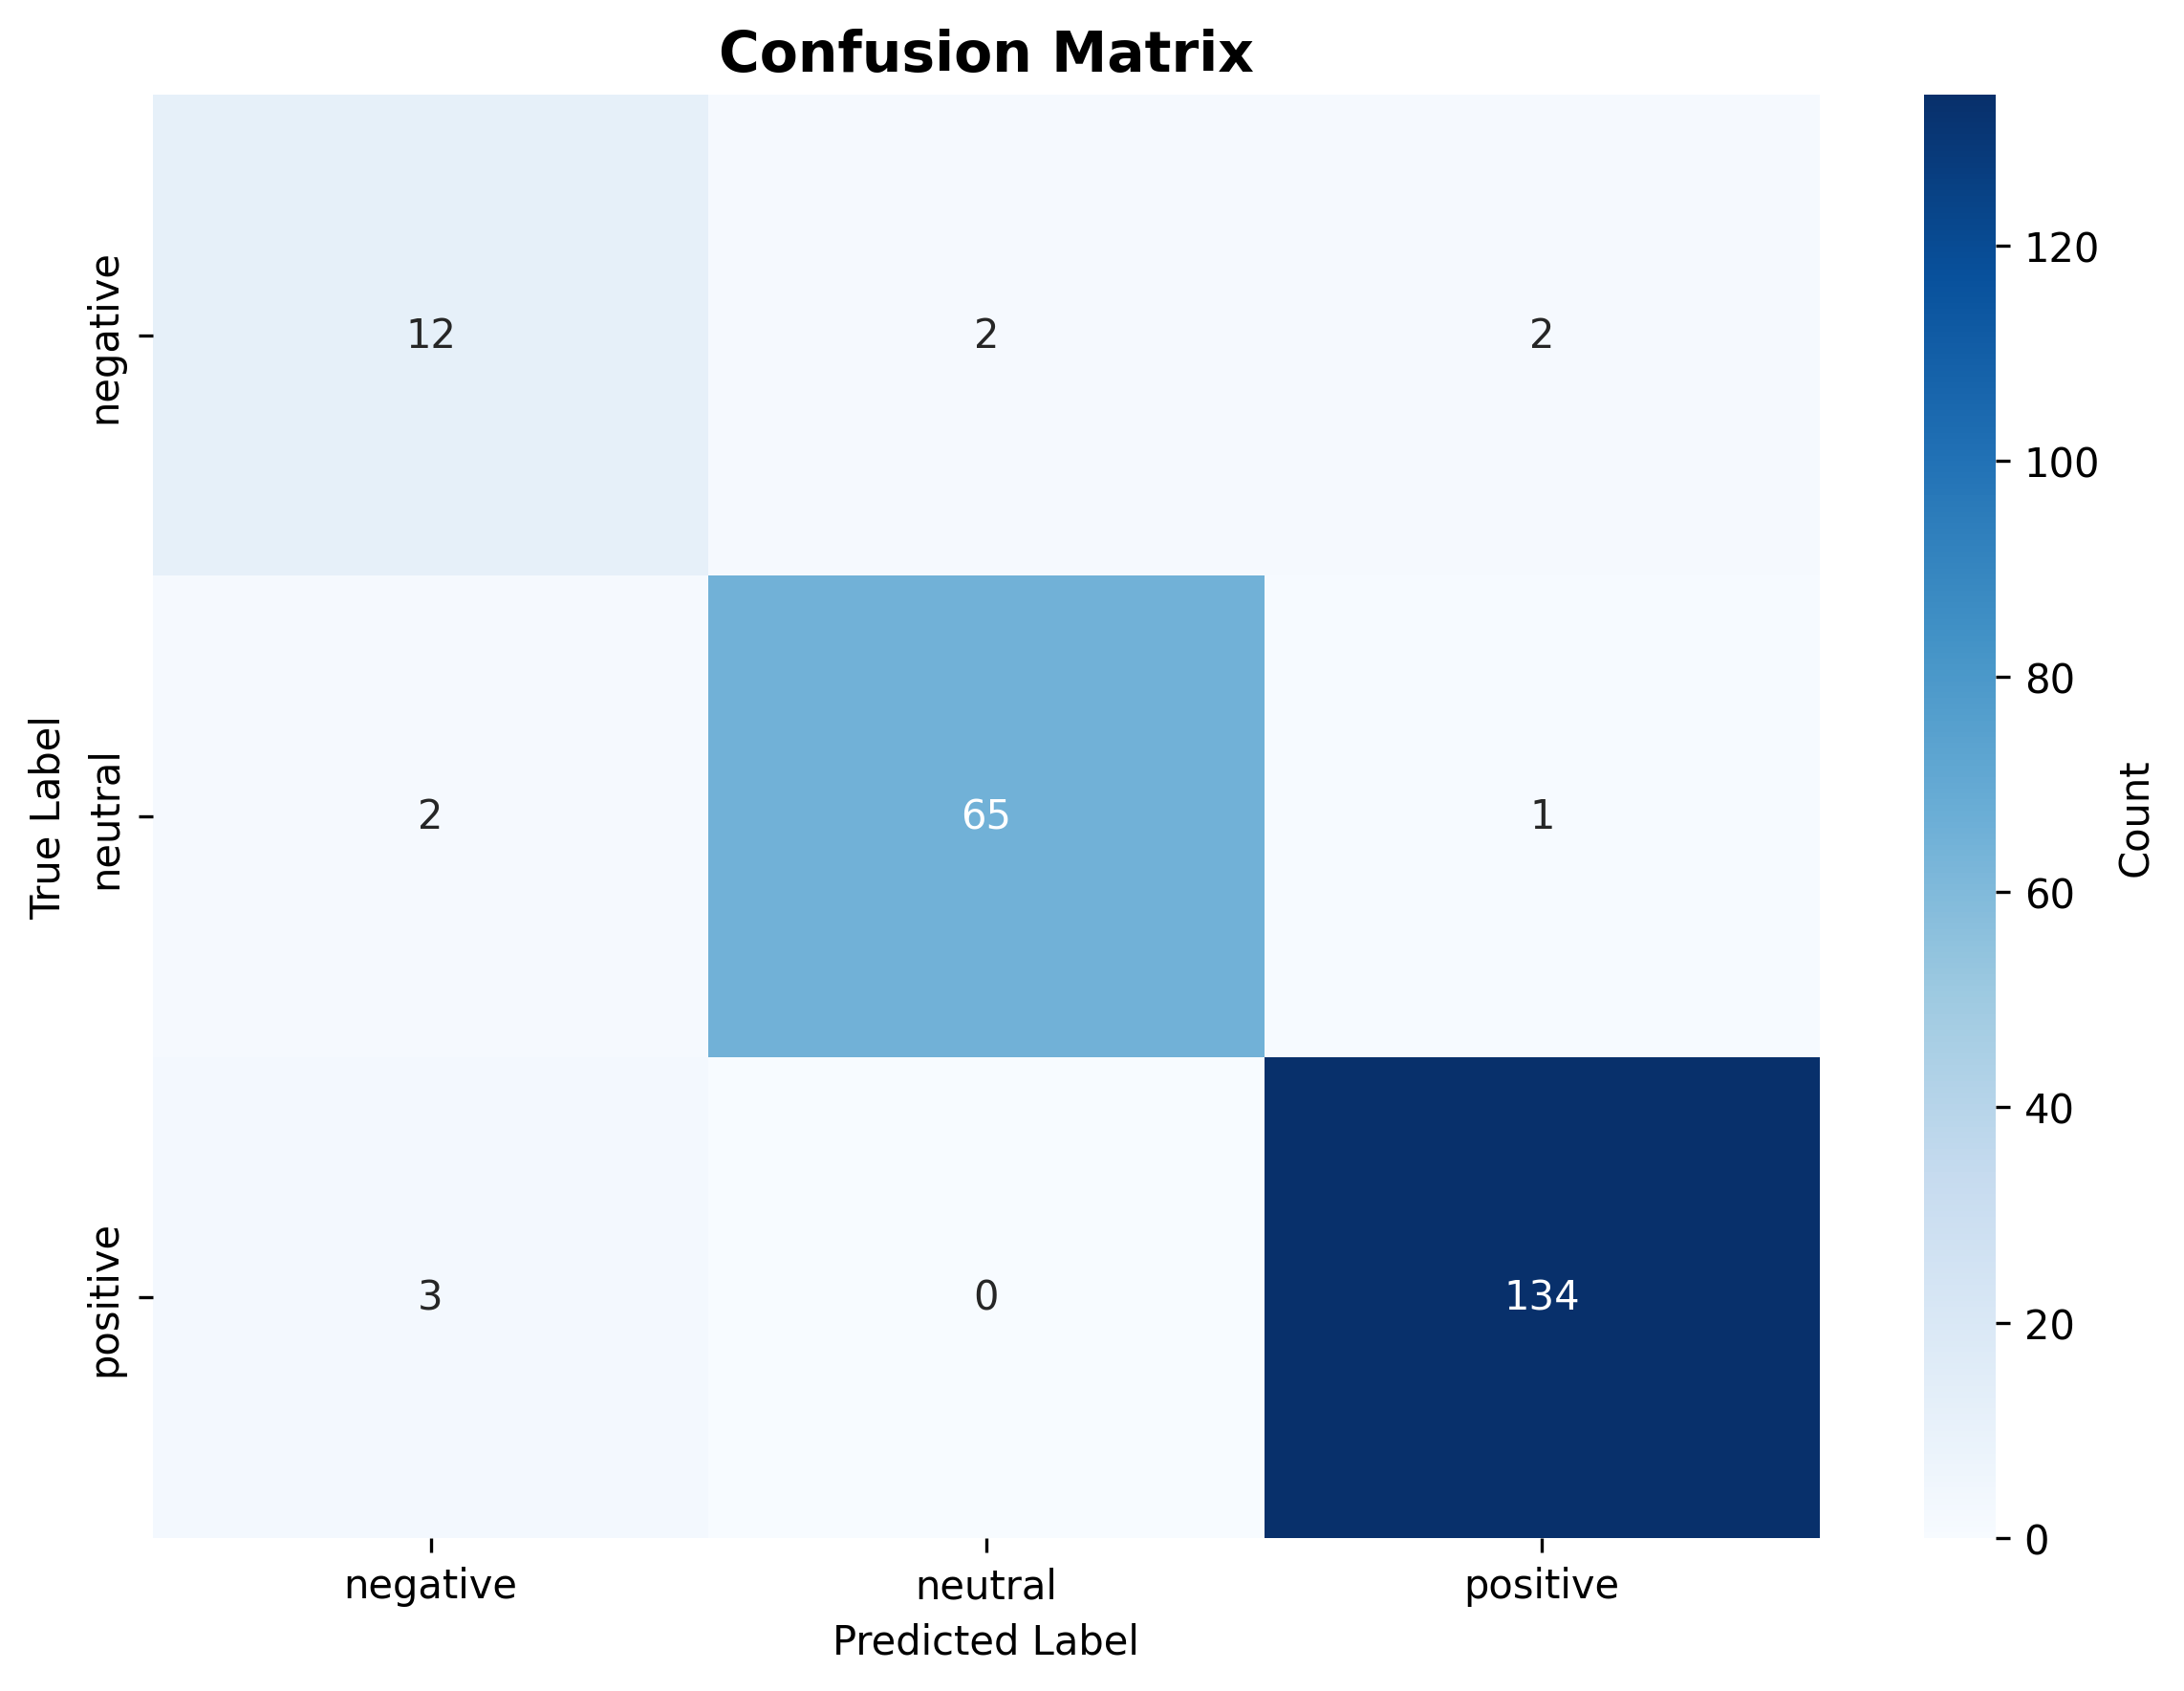 Confusion Matrix
True Label
negative
12 2 2
neutral
2 65 1
positive
3 0 134
negative neutral positive
Predicted Label
120
100
80
60
40
20
0
Count